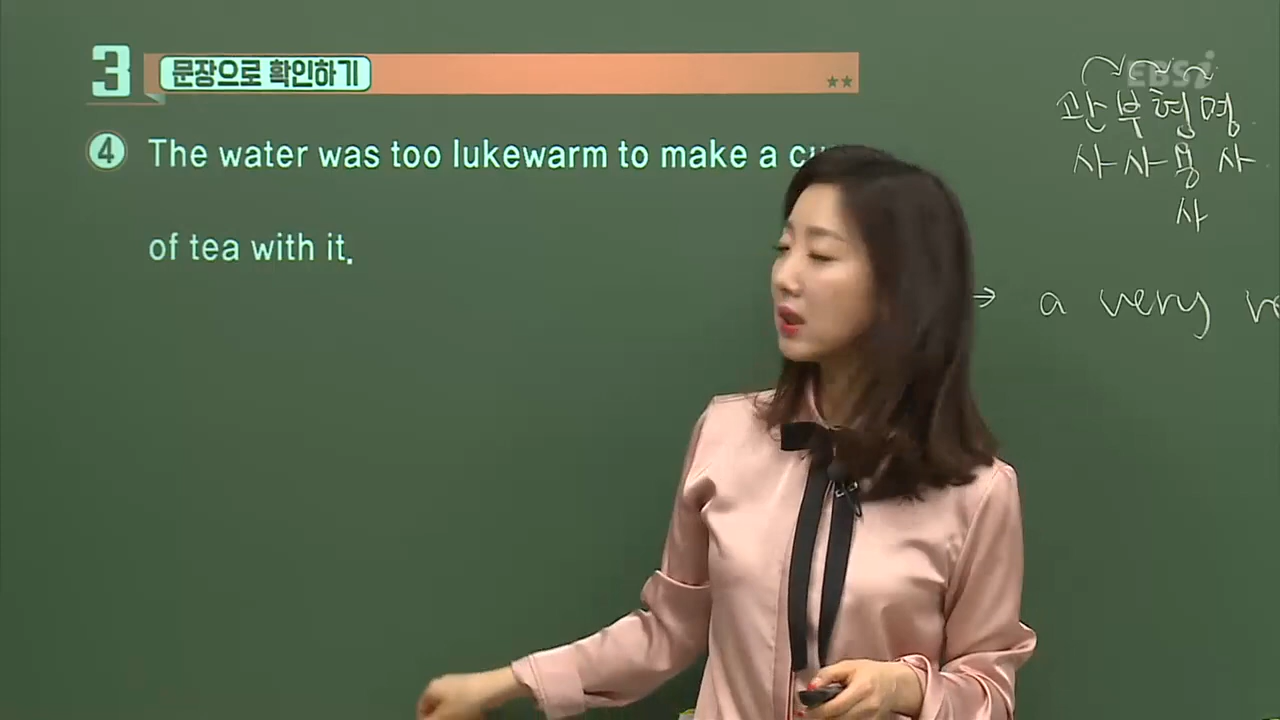 3 문장으로 확인하기
★★
EBSi
④ The water was too lukewarm to make a
of tea with it.
관 부 형 명
사 사 용 사
사
→ a very